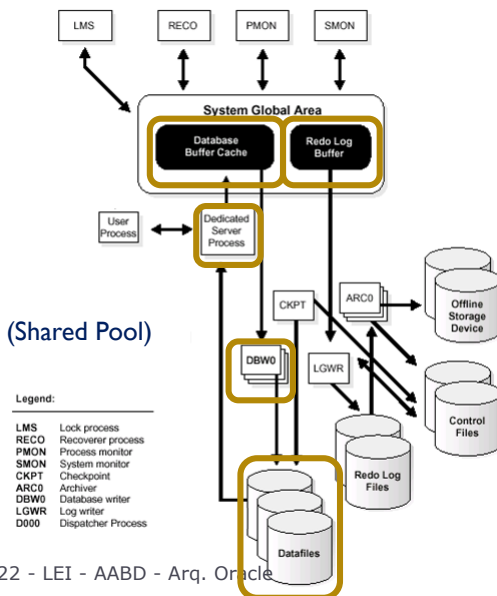 LMS
RECO
PMON
SMON
System Global Area
Database
Buffer Cache
Redo Log
Buffer
User
Process
Dedicated
Server
Process
CKPT
ARC0
Offline
Storage
Device
(Shared Pool)
DBW0
LGWR
Control
Files
Redo Log
Files
Legend:
LMS Lock process
RECO Recoverer process
PMON Process monitor
SMON System monitor
CKPT Checkpoint
ARC0 Archiver
DBW0 Database writer
LGWR Log writer
D000 Dispatcher Process
Datafiles
22 - LEI - AABD - Arq. Oracle